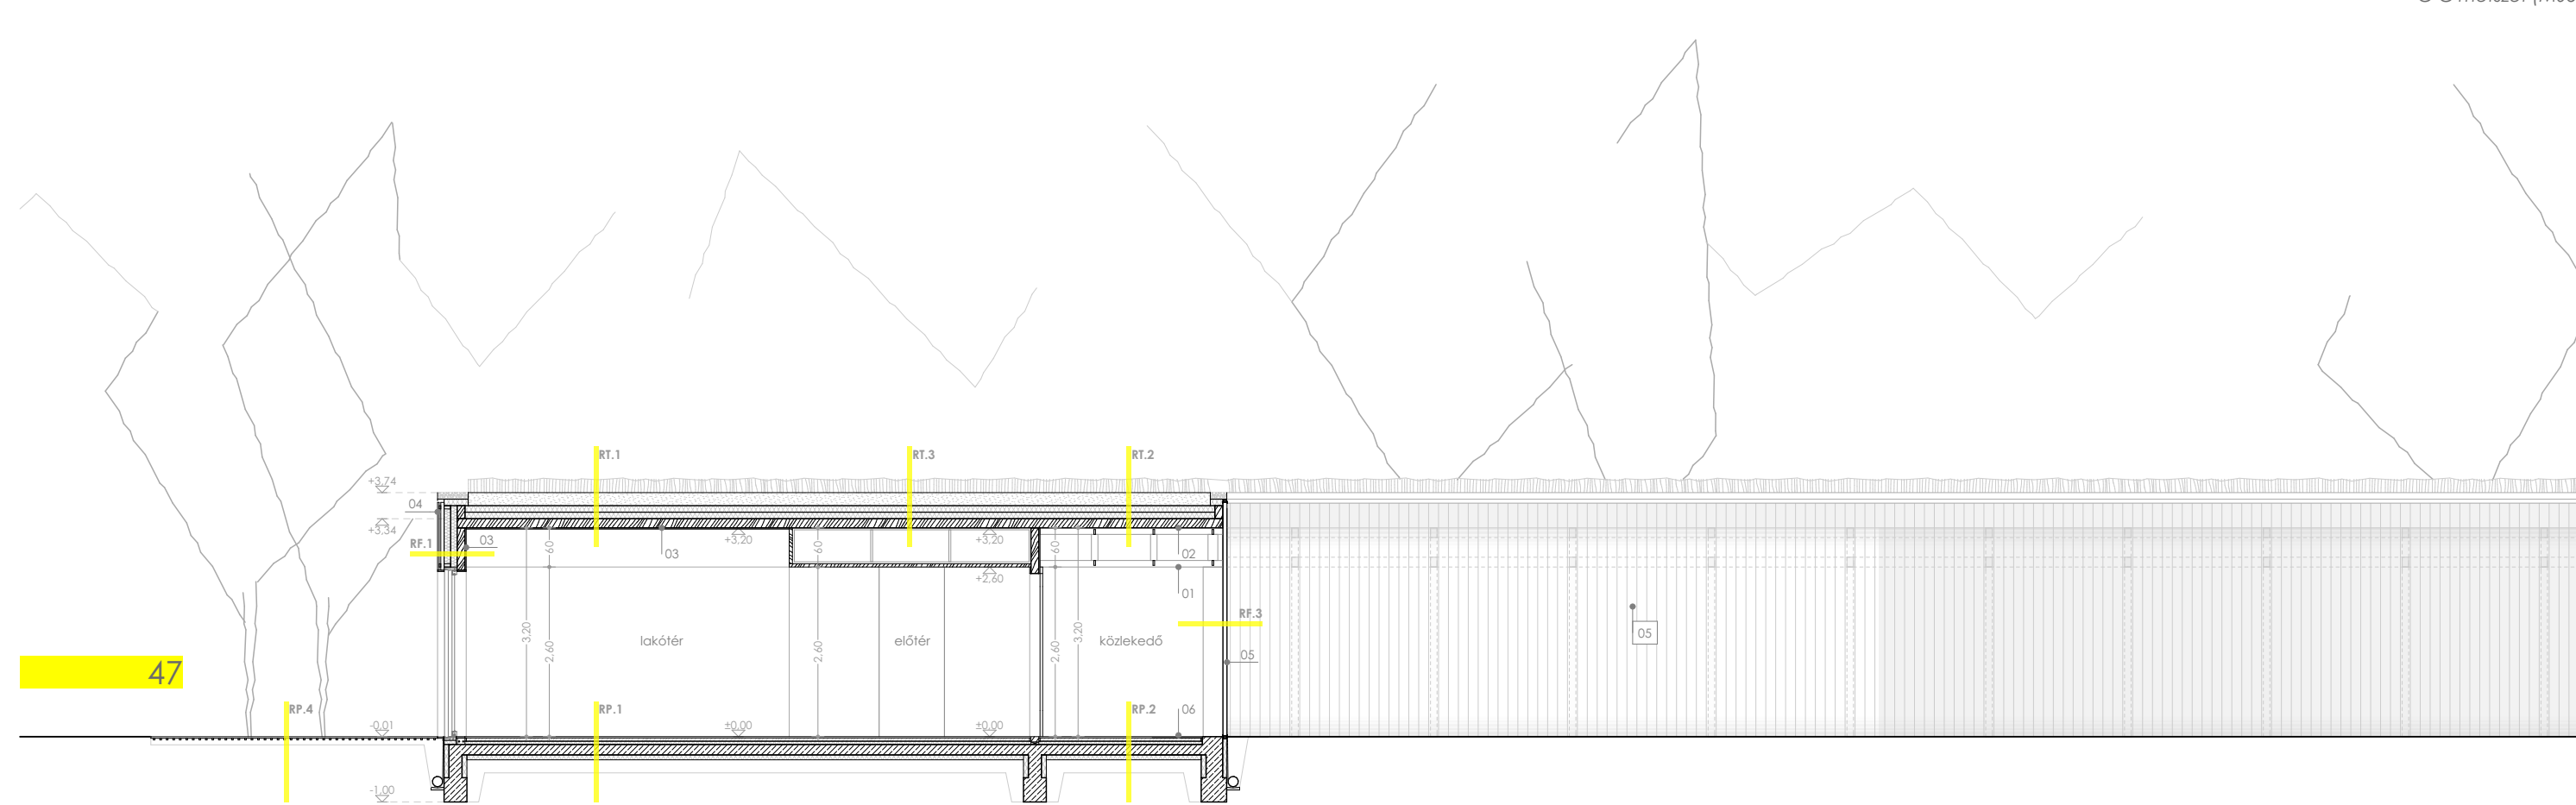 RT.1
RT.3
RT.2
+3,74
04
+3,34
RF.1
03
03
60
+3,20
60
+3,20
60
02
+2,60
01
RF.3
3,20
2,60
lakótér
2,60
előtér
2,60
3,20
közlekedő
05
05
47
RP.4
-0,01
RP.1
±0,00
±0,00
RP.2
06
-1,00